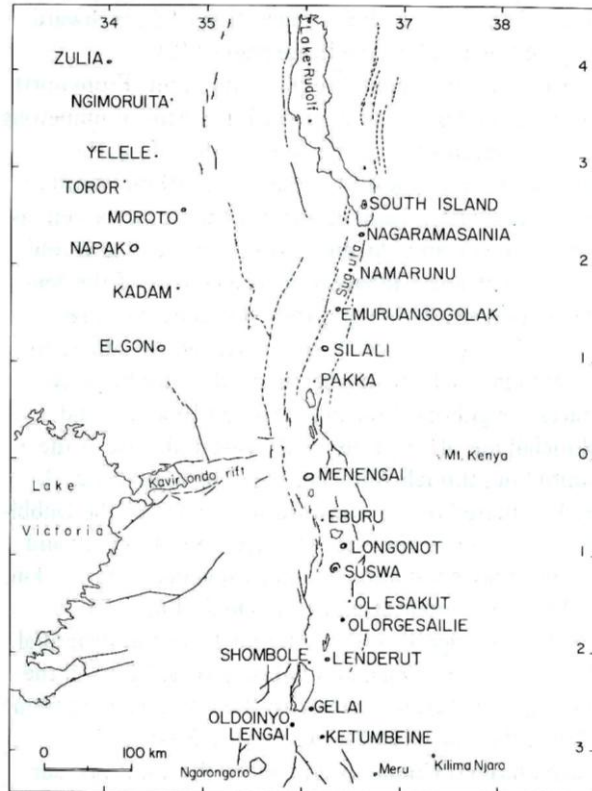 34 35 36 37 38
4
ZULIA
Lake Rudolf
NGIMORUITA
YELELE
3
TOROR
MOROTO
SOUTH ISLAND
NAGARAMASAINIA
NAPAK
Suguta
NAMARUNU
2
KADAM
EMURUANGOGOLAK
ELGON
SILALI
1
PAKKA
Mt. Kenya
0
Lake
Victoria
Kavirondo rift
MENENGAI
EBURU
LONGONOT
1
SUSWA
OL. ESAKUT
OLORGESAILIE
SHOMBOLE
LENDERUT
2
GELAI
OLDOINYO
LENGAI
KETUMBEINE
3
0 100 km
Ngorongoro
Meru
Kilima Njaro